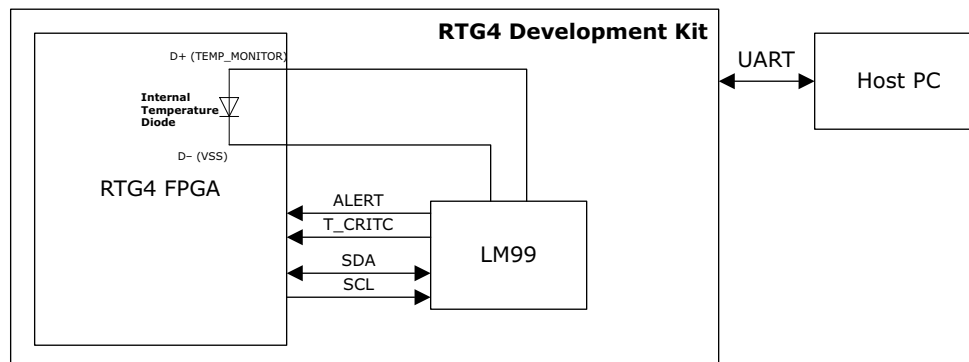 RTG4 Development Kit
D+ (TEMP_MONITOR)
Internal
Temperature
Diode
D– (VSS)
RTG4 FPGA
ALERT
T_CRITC
SDA
SCL
LM99
UART
Host PC